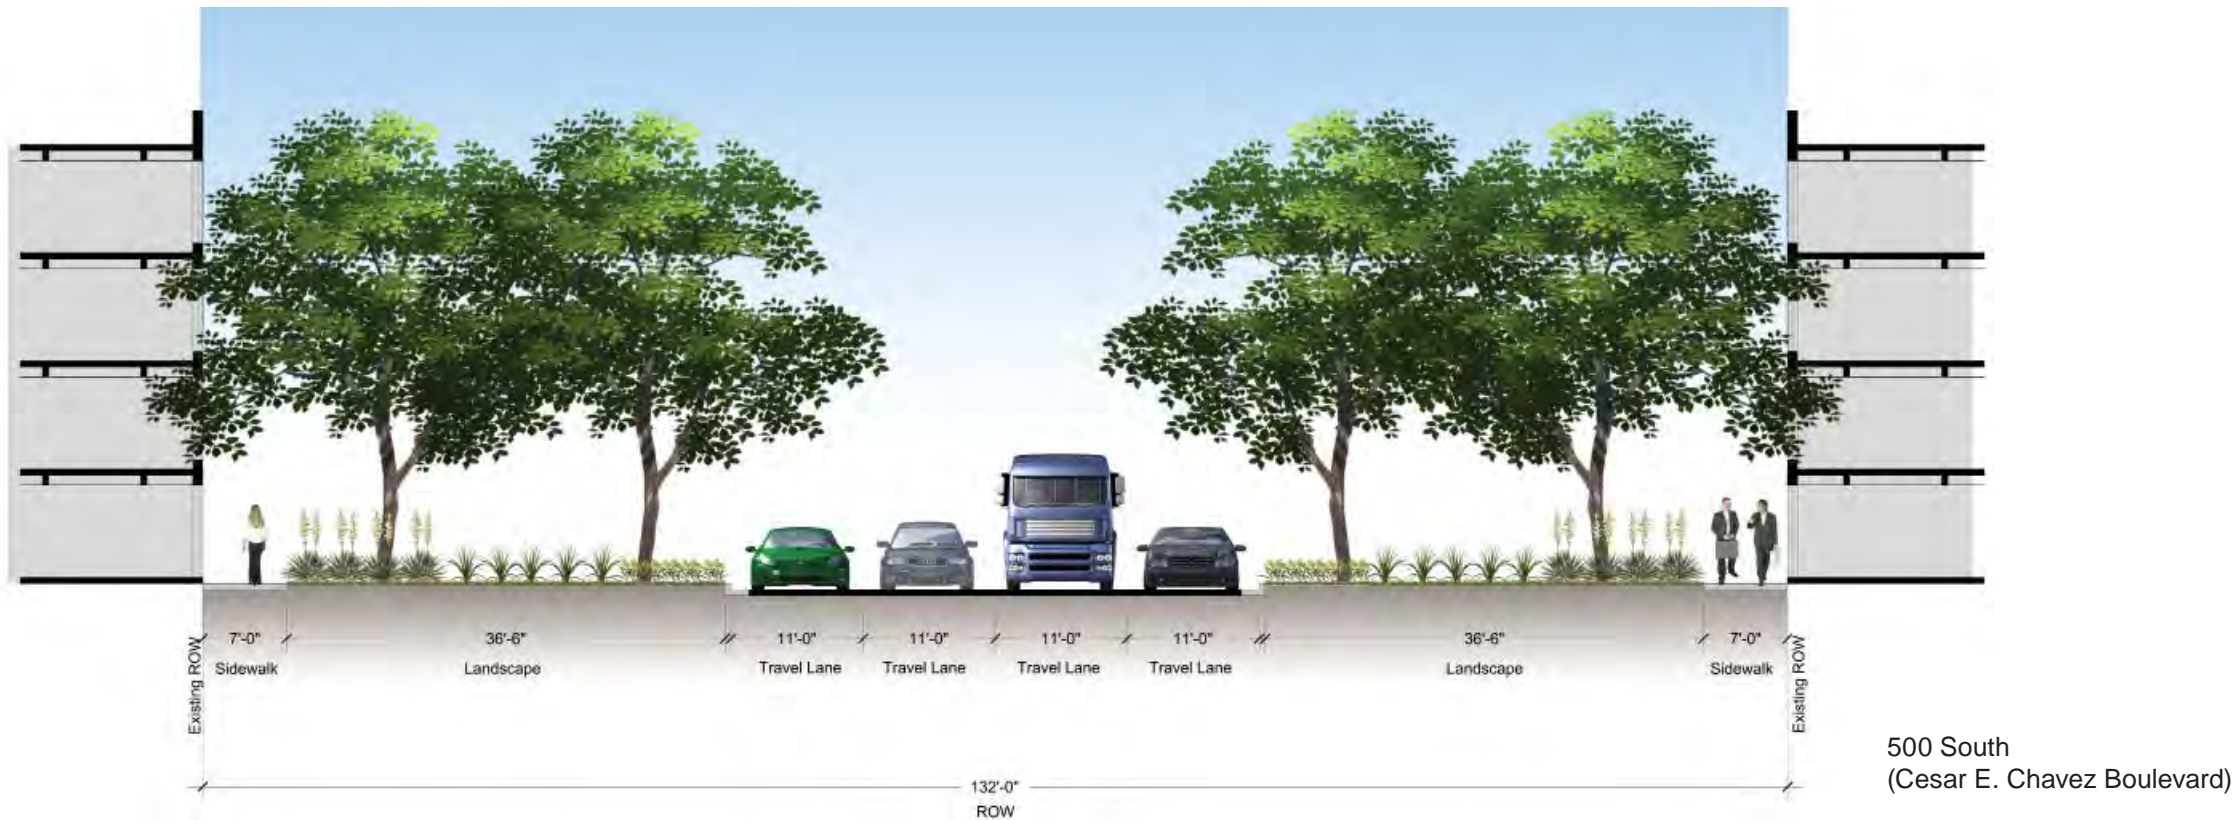 7'-0"
36'-6"
11'-0"
11'-0"
11'-0"
11'-0"
36'-6"
7'-0"
Existing ROW
Sidewalk
Landscape
Travel Lane
Travel Lane
Travel Lane
Travel Lane
Landscape
Sidewalk
Existing ROW
500 South
(Cesar E. Chavez Boulevard)
132'-0"
ROW